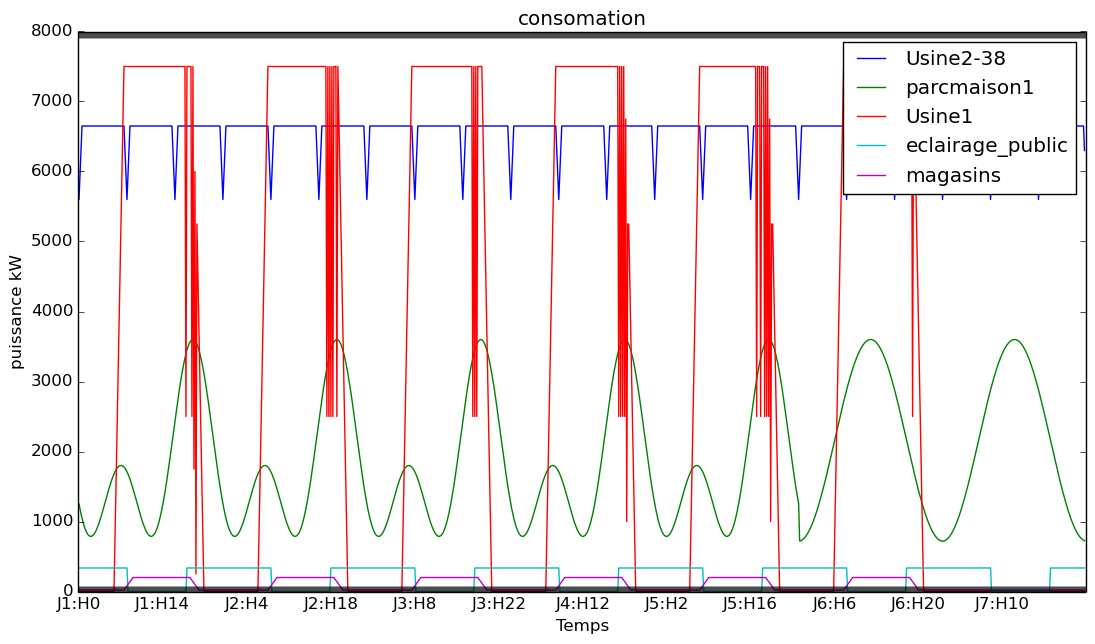 consomation
8000
7000
6000
5000
4000
3000
2000
1000
0
puissance kW
Usine2-38
parcmaison1
Usine1
eclairage_public
magasins
J1:H0 J1:H14 J2:H4 J2:H18 J3:H8 J3:H22 J4:H12 J5:H2 J5:H16 J6:H6 J6:H20 J7:H10
Temps